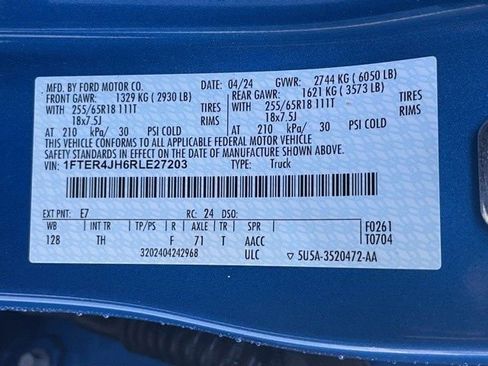 MFD. BY FORD MOTOR CO. DATE: 04/24 GVWR: 2744 KG ( 6050 LB)
FRONT GAWR: 1329 KG ( 2930 LB) REAR GAWR: 1621 KG ( 3573 LB)
WITH 255/65R18 111T TIRES WITH 255/65R18 111T TIRES
18x7.5J RIMS 18x7.5J RIMS
AT 210 kPa/ 30 PSI COLD AT 210 kPa/ 30 PSI COLD
THIS VEHICLE CONFORMS TO ALL APPLICABLE FEDERAL MOTOR VEHICLE SAFETY AND THEFT PREVENTION STANDARDS IN EFFECT ON THE DATE OF MANUFACTURE SHOWN ABOVE.
VIN: 1FTER4JH6RLE27203 TYPE: Truck
EXT PNT: E7 RC: 24 DSO:
WB INT TR TP/PS R AXLE TR SPR F0261
128 TH F 71 T AACC T0704
3202404242968 ULC ▽ 5U5A-3520472-AA